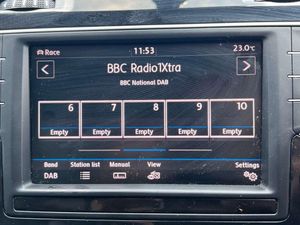 Race 11:53 23.0°C
BBC Radio1Xtra
BBC National DAB
6 7 8 9 10
Empty Empty Empty Empty Empty
Band Station list Manual View Settings
DAB